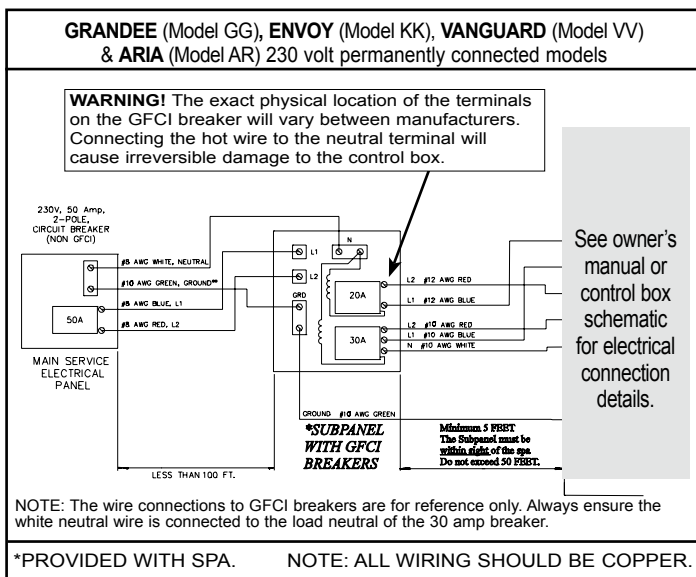 GRANDEE (Model GG), ENVOY (Model KK), VANGUARD (Model VV)
& ARIA (Model AR) 230 volt permanently connected models
WARNING! The exact physical location of the terminals
on the GFCI breaker will vary between manufacturers.
Connecting the hot wire to the neutral terminal will
cause irreversible damage to the control box.
230V, 50 Amp,
2-POLE,
CIRCUIT BREAKER
(NON GFCI)
#8 AWG WHITE, NEUTRAL
#10 AWG GREEN, GROUND**
#8 AWG BLUE, L1
#8 AWG RED, L2
50A
MAIN SERVICE
ELECTRICAL
PANEL
N
L1
L2
GRD
20A
30A
L2 #12 AWG RED
L1 #12 AWG BLUE
L2 #10 AWG RED
L1 #10 AWG BLUE
N #10 AWG WHITE
See owner's
manual or
control box
schematic
for electrical
connection
details.
GROUND #10 AWG GREEN
*SUBPANEL
WITH GFCI
BREAKERS
Minimum 5 FEET
The Subpanel must be
within sight of the spa
Do not exceed 50 FEET.
LESS THAN 100 FT.
NOTE: The wire connections to GFCI breakers are for reference only. Always ensure the
white neutral wire is connected to the load neutral of the 30 amp breaker.
*PROVIDED WITH SPA. NOTE: ALL WIRING SHOULD BE COPPER.